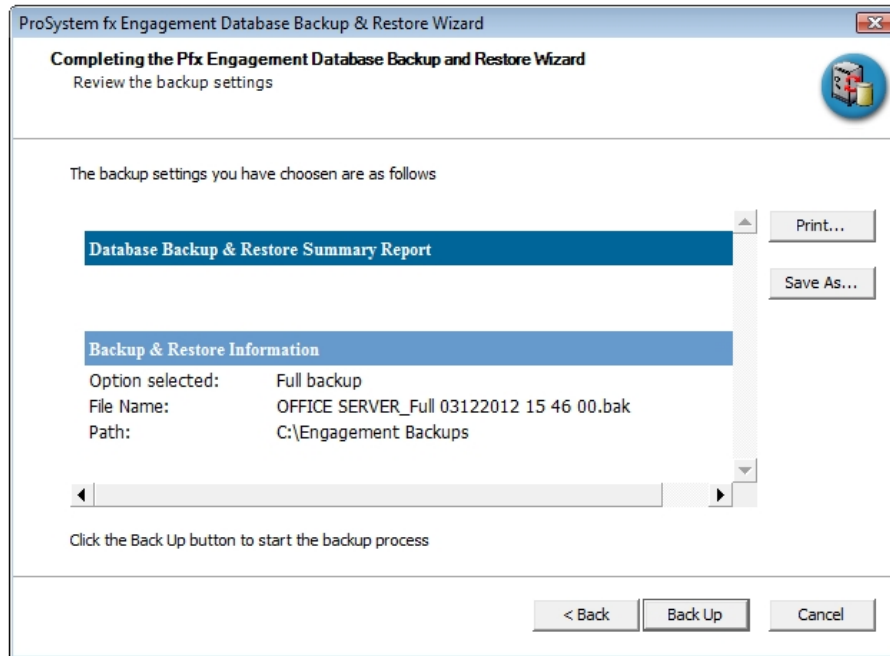 ProSystem fx Engagement Database Backup & Restore Wizard
Completing the Pfx Engagement Database Backup and Restore Wizard
Review the backup settings
The backup settings you have choosen are as follows
Print...
Database Backup & Restore Summary Report
Save As...
Backup & Restore Information
Option selected: Full backup
File Name: OFFICE SERVER_Full 03122012 15 46 00.bak
Path: C:\Engagement Backups
Click the Back Up button to start the backup process
< Back Back Up Cancel